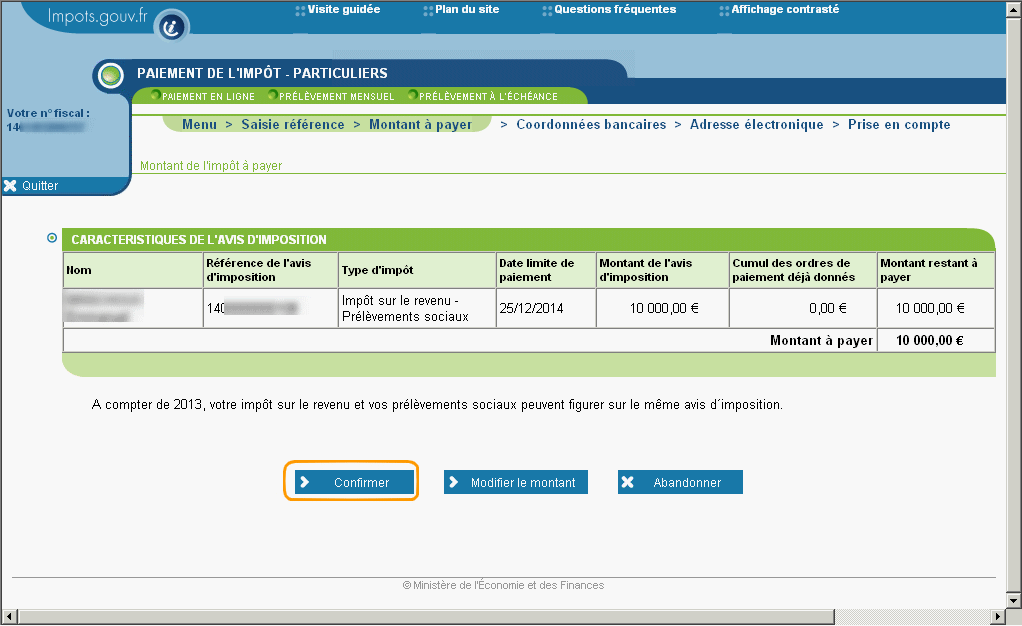 Impots.gouv.fr
Visite guidée
Plan du site
Questions fréquentes
Affichage contrasté
PAIEMENT DE L'IMPÔT - PARTICULIERS
PAIEMENT EN LIGNE
PRÉLÈVEMENT MENSUEL
PRÉLÈVEMENT À L'ÉCHÉANCE
Votre n° fiscal :
14
Menu > Saisie référence > Montant à payer > Coordonnées bancaires > Adresse électronique > Prise en compte
Montant de l'impôt à payer
Quitter
CARACTERISTIQUES DE L'AVIS D'IMPOSITION
Nom
Référence de l'avis
d'imposition
Type d'impôt
Date limite de
paiement
Montant de l'avis
d'imposition
Cumul des ordres de
paiement déjà donnés
Montant restant à
payer
140
Impôt sur le revenu -
Prélèvements sociaux
25/12/2014
10 000,00 €
0,00 €
10 000,00 €
Montant à payer
10 000,00 €
A compter de 2013, votre impôt sur le revenu et vos prélèvements sociaux peuvent figurer sur le même avis d´imposition.
Confirmer
Modifier le montant
Abandonner
© Ministère de l'Économie et des Finances